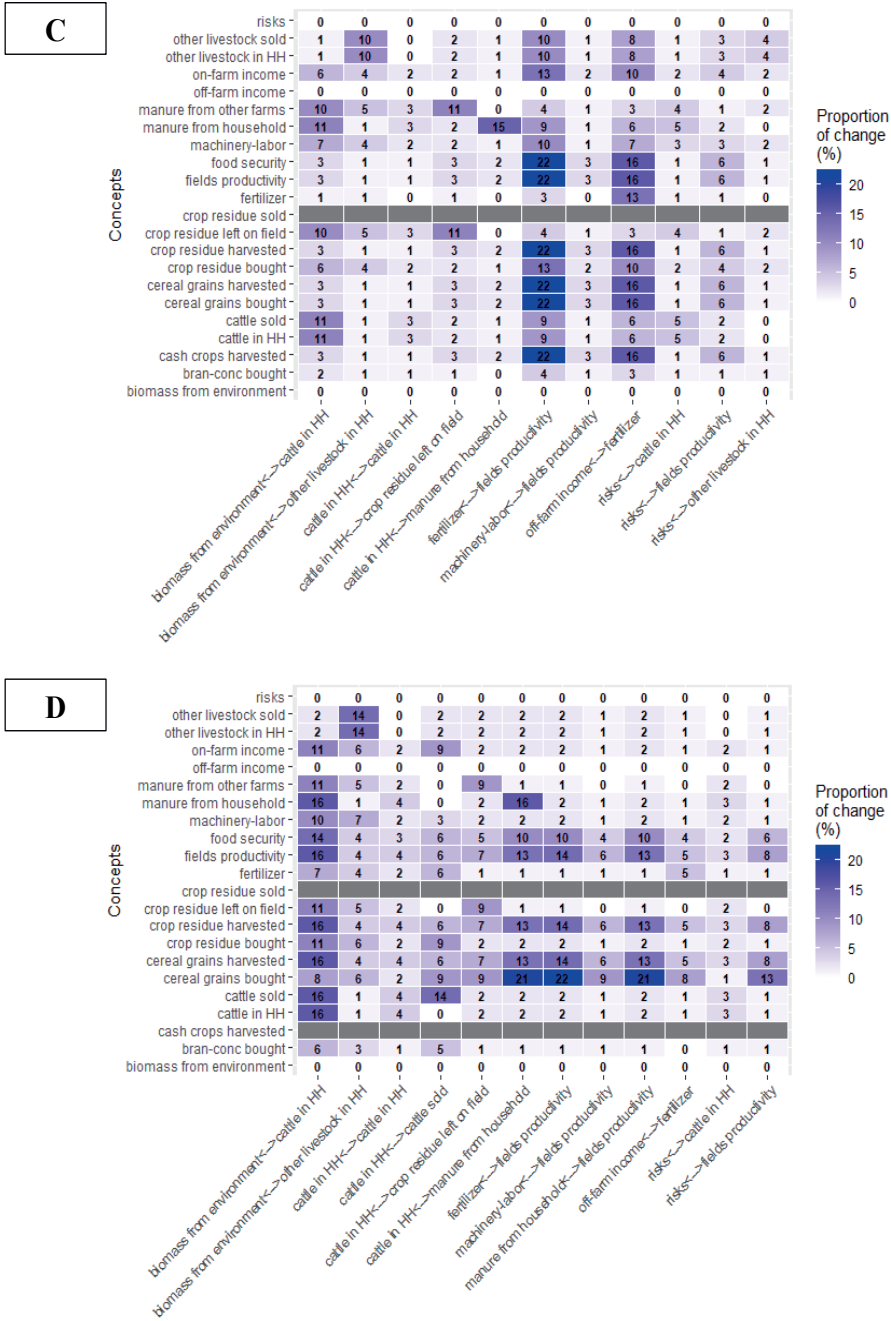 C
risks 0 0 0 0 0 0 0 0 0 0 0
other livestock sold 1 10 0 2 1 10 1 8 1 3 4
other livestock in HH 1 10 0 2 1 10 1 8 1 3 4
on-farm income 6 4 2 2 1 13 2 10 2 4 2
off-farm income 0 0 0 0 0 0 0 0 0 0 0
manure from other farms 10 5 3 11 0 4 1 3 4 1 2
manure from household 11 1 3 2 15 9 1 6 5 2 0
machinery-labor 7 4 2 2 1 10 2 7 3 3 2
food security 3 1 1 3 2 22 3 16 1 6 1
fields productivity 3 1 1 3 2 22 3 16 1 6 1
fertilizer 1 1 0 1 0 3 0 13 1 1 0
crop residue sold
crop residue left on field 10 5 3 11 0 4 1 3 4 1 2
crop residue harvested 3 1 1 3 2 22 3 16 1 6 1
crop residue bought 6 4 2 2 1 13 2 10 2 4 2
cereal grains harvested 3 1 1 3 2 22 3 16 1 6 1
cereal grains bought 3 1 1 3 2 22 3 16 1 6 1
cattle sold 11 1 3 2 1 9 1 6 5 2 0
cattle in HH 11 1 3 2 1 9 1 6 5 2 0
cash crops harvested 3 1 1 3 2 22 3 16 1 6 1
bran-conc bought 2 1 1 1 0 4 1 3 1 1 1
biomass from environment 0 0 0 0 0 0 0 0 0 0 0
Concepts
biomass from environment<-->cattle in HH
biomass from environment<-->other livestock in HH
cattle in HH<-->cattle in HH
cattle in HH<-->crop residue left on field
cattle in HH<-->manure from household
fertilizer<-->fields productivity
machinery-labor<-->fields productivity
off-farm income<-->fertilizer
risks<-->cattle in HH
risks<-->fields productivity
risks<-->other livestock in HH
Proportion
of change
(%)
20
15
10
5
0
D
risks 0 0 0 0 0 0 0 0 0 0 0 0
other livestock sold 2 14 0 2 2 2 2 1 2 1 0 1
other livestock in HH 2 14 0 2 2 2 2 1 2 1 0 1
on-farm income 11 6 2 9 2 2 2 1 2 1 2 1
off-farm income 0 0 0 0 0 0 0 0 0 0 0 0
manure from other farms 11 5 2 0 9 1 1 0 1 0 2 0
manure from household 16 1 4 0 2 16 2 1 2 1 3 1
machinery-labor 10 7 2 3 2 2 2 1 2 1 2 1
food security 14 4 3 6 5 10 10 4 10 4 2 6
fields productivity 16 4 4 6 7 13 14 6 13 5 3 8
fertilizer 7 4 2 6 1 1 1 1 1 5 1 1
crop residue sold
crop residue left on field 11 5 2 0 9 1 1 0 1 0 2 0
crop residue harvested 16 4 4 6 7 13 14 6 13 5 3 8
crop residue bought 11 6 2 9 2 2 2 1 2 1 2 1
cereal grains harvested 16 4 4 6 7 13 14 6 13 5 3 8
cereal grains bought 8 6 2 9 9 21 22 9 21 8 1 13
cattle sold 16 1 4 14 2 2 2 1 2 1 3 1
cattle in HH 16 1 4 0 2 2 2 1 2 1 3 1
cash crops harvested
bran-conc bought 6 3 1 5 1 1 1 1 1 0 1 1
biomass from environment 0 0 0 0 0 0 0 0 0 0 0 0
Concepts
biomass from environment<-->cattle in HH
biomass from environment<-->other livestock in HH
cattle in HH<-->cattle in HH
cattle in HH<-->cattle sold
cattle in HH<-->crop residue left on field
cattle in HH<-->manure from household
fertilizer<-->fields productivity
machinery-labor<-->fields productivity
manure from household<-->fields productivity
off-farm income<-->fertilizer
risks<-->cattle in HH
risks<-->fields productivity
Proportion
of change
(%)
20
15
10
5
0